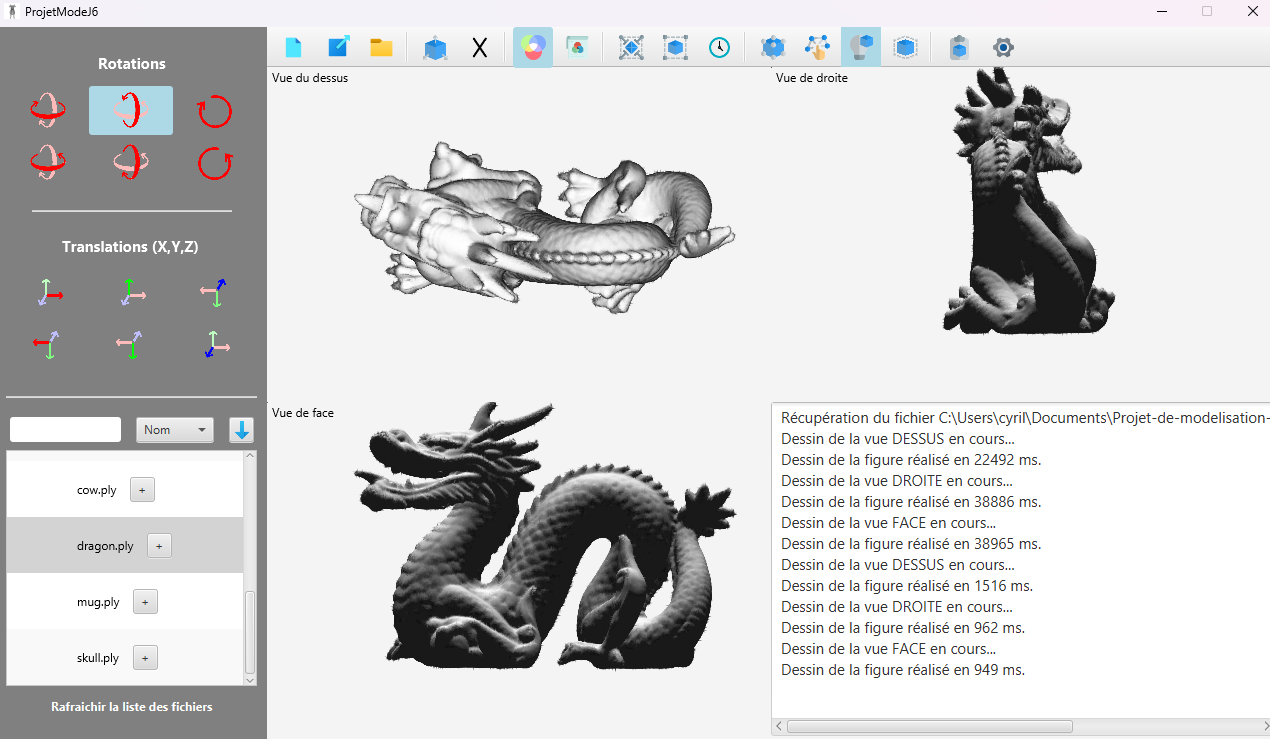 ProjetModeJ6
Rotations
Translations (X,Y,Z)
Nom
cow.ply +
dragon.ply +
mug.ply +
skull.ply +
Rafraichir la liste des fichiers
X
Vue du dessus
Vue de droite
Vue de face
Récupération du fichier C:\Users\cyril\Documents\Projet-de-modelisation-
Dessin de la vue DESSUS en cours...
Dessin de la figure réalisé en 22492 ms.
Dessin de la vue DROITE en cours...
Dessin de la figure réalisé en 38886 ms.
Dessin de la vue FACE en cours...
Dessin de la figure réalisé en 38965 ms.
Dessin de la vue DESSUS en cours...
Dessin de la figure réalisé en 1516 ms.
Dessin de la vue DROITE en cours...
Dessin de la figure réalisé en 962 ms.
Dessin de la vue FACE en cours...
Dessin de la figure réalisé en 949 ms.